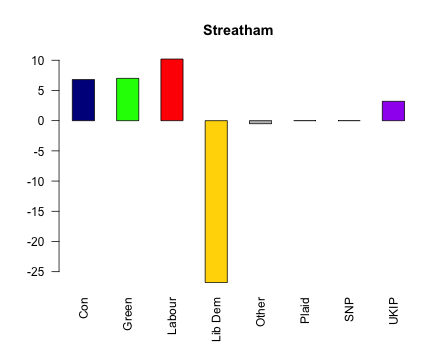 Streatham
10
5
0
-5
-10
-15
-20
-25
Con
Green
Labour
Lib Dem
Other
Plaid
SNP
UKIP